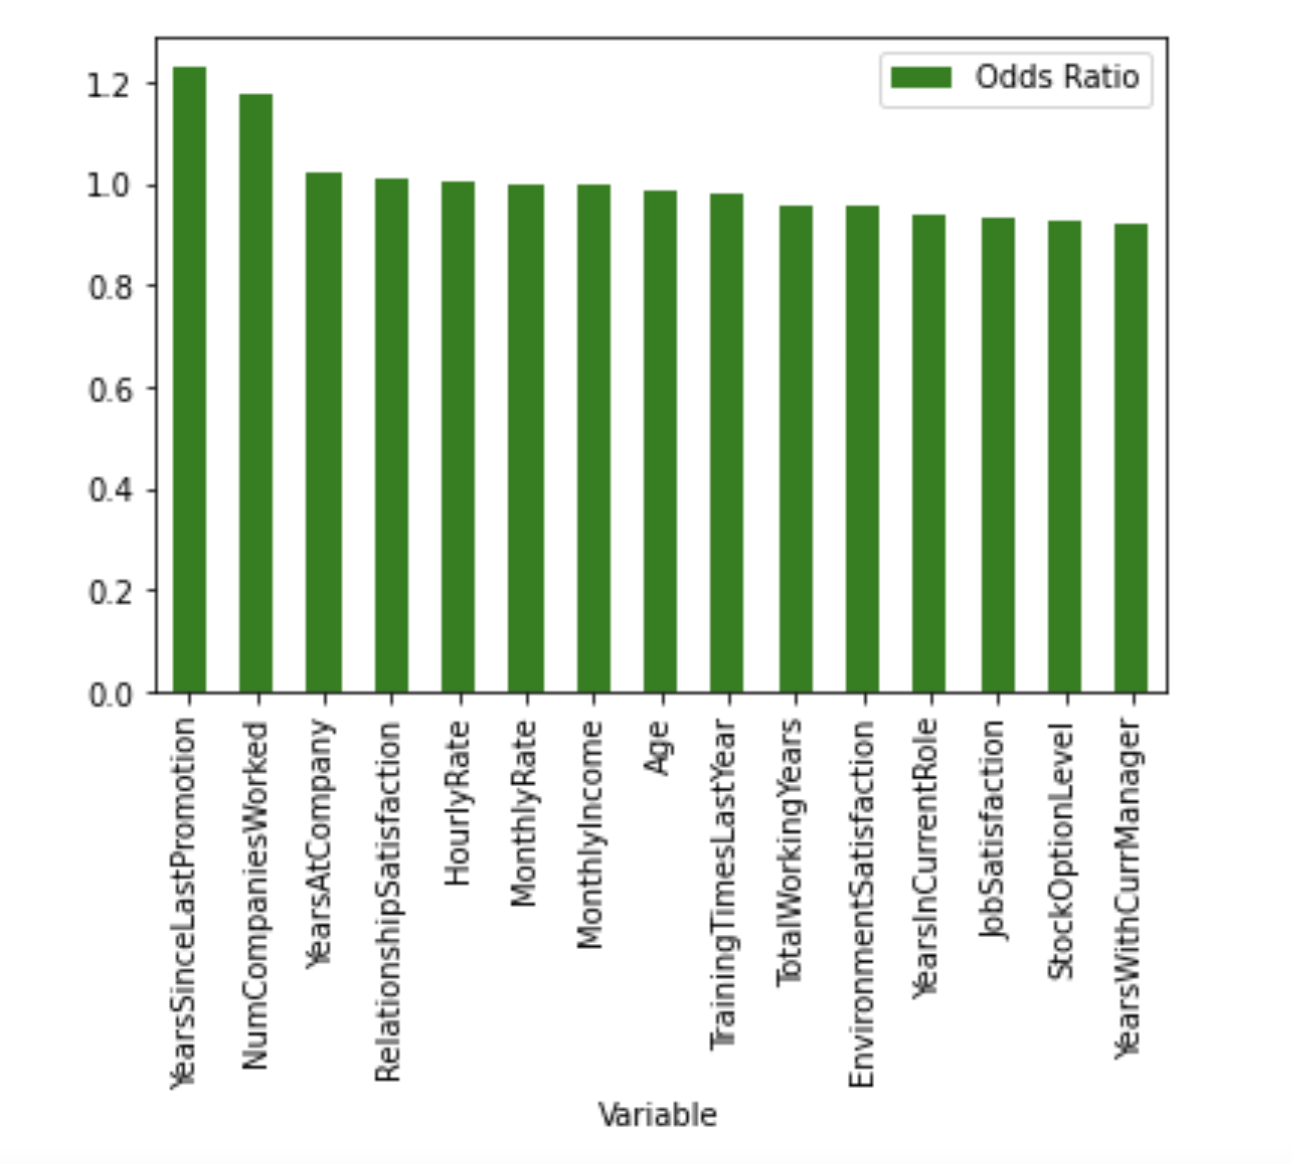 Odds Ratio
1.2
1.0
0.8
0.6
0.4
0.2
0.0
YearsSinceLastPromotion
NumCompaniesWorked
YearsAtCompany
RelationshipSatisfaction
HourlyRate
MonthlyRate
MonthlyIncome
Age
TrainingTimesLastYear
TotalWorkingYears
EnvironmentSatisfaction
YearsInCurrentRole
JobSatisfaction
StockOptionLevel
YearsWithCurrManager
Variable